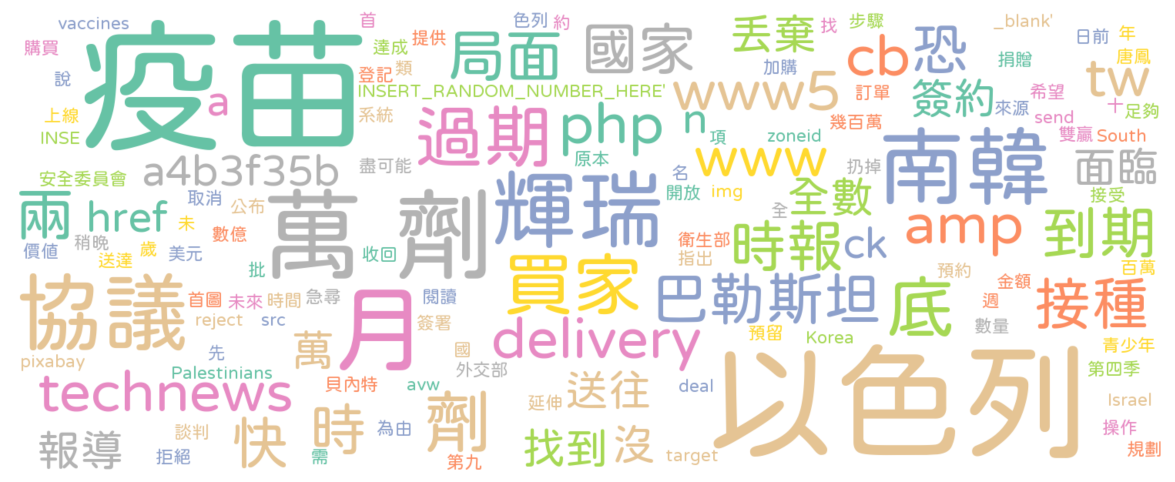 vaccines
疫苗
首
色列
約
步驟
_blank'
年
日前
唐鳳
購買
達成
提供
局面
國家
丟棄
找
cb
恐
捐贈
tw
說
登記
類
加購
訂單
簽約
希望
十
足夠
上線
a
INSERT_RANDOM_NUMBER_HERE'
www5
來源
send
雙贏
South
INSE
系統
過期
php
n
項
zoneid
幾百萬
南韓
面臨
安全委員會
a4b3f35b
盡可能
原本
www
扔掉
名
開放
img
全數
接受
兩
href
取消
公布
未
萬
劑
輝瑞
全
amp
到期
價值
稍晚
數億
歲
美元
收回
衛生部
指出
時報
ck
送達
批
買家
預約
百萬
協議
首圖
未來
時間
急尋
月
閱讀
巴勒斯坦
底
週
金額
接種
reject
src
簽署
delivery
預留
Korea
數量
青少年
pixabay
先
萬
國
外交部
以色列
第四季
Palestinians
貝內特
avw
technews
送往
deal
Israel
延伸
報導
談判
快
時
為由
劑
找到
沒
操作
拒絕
需
第九
target
規劃